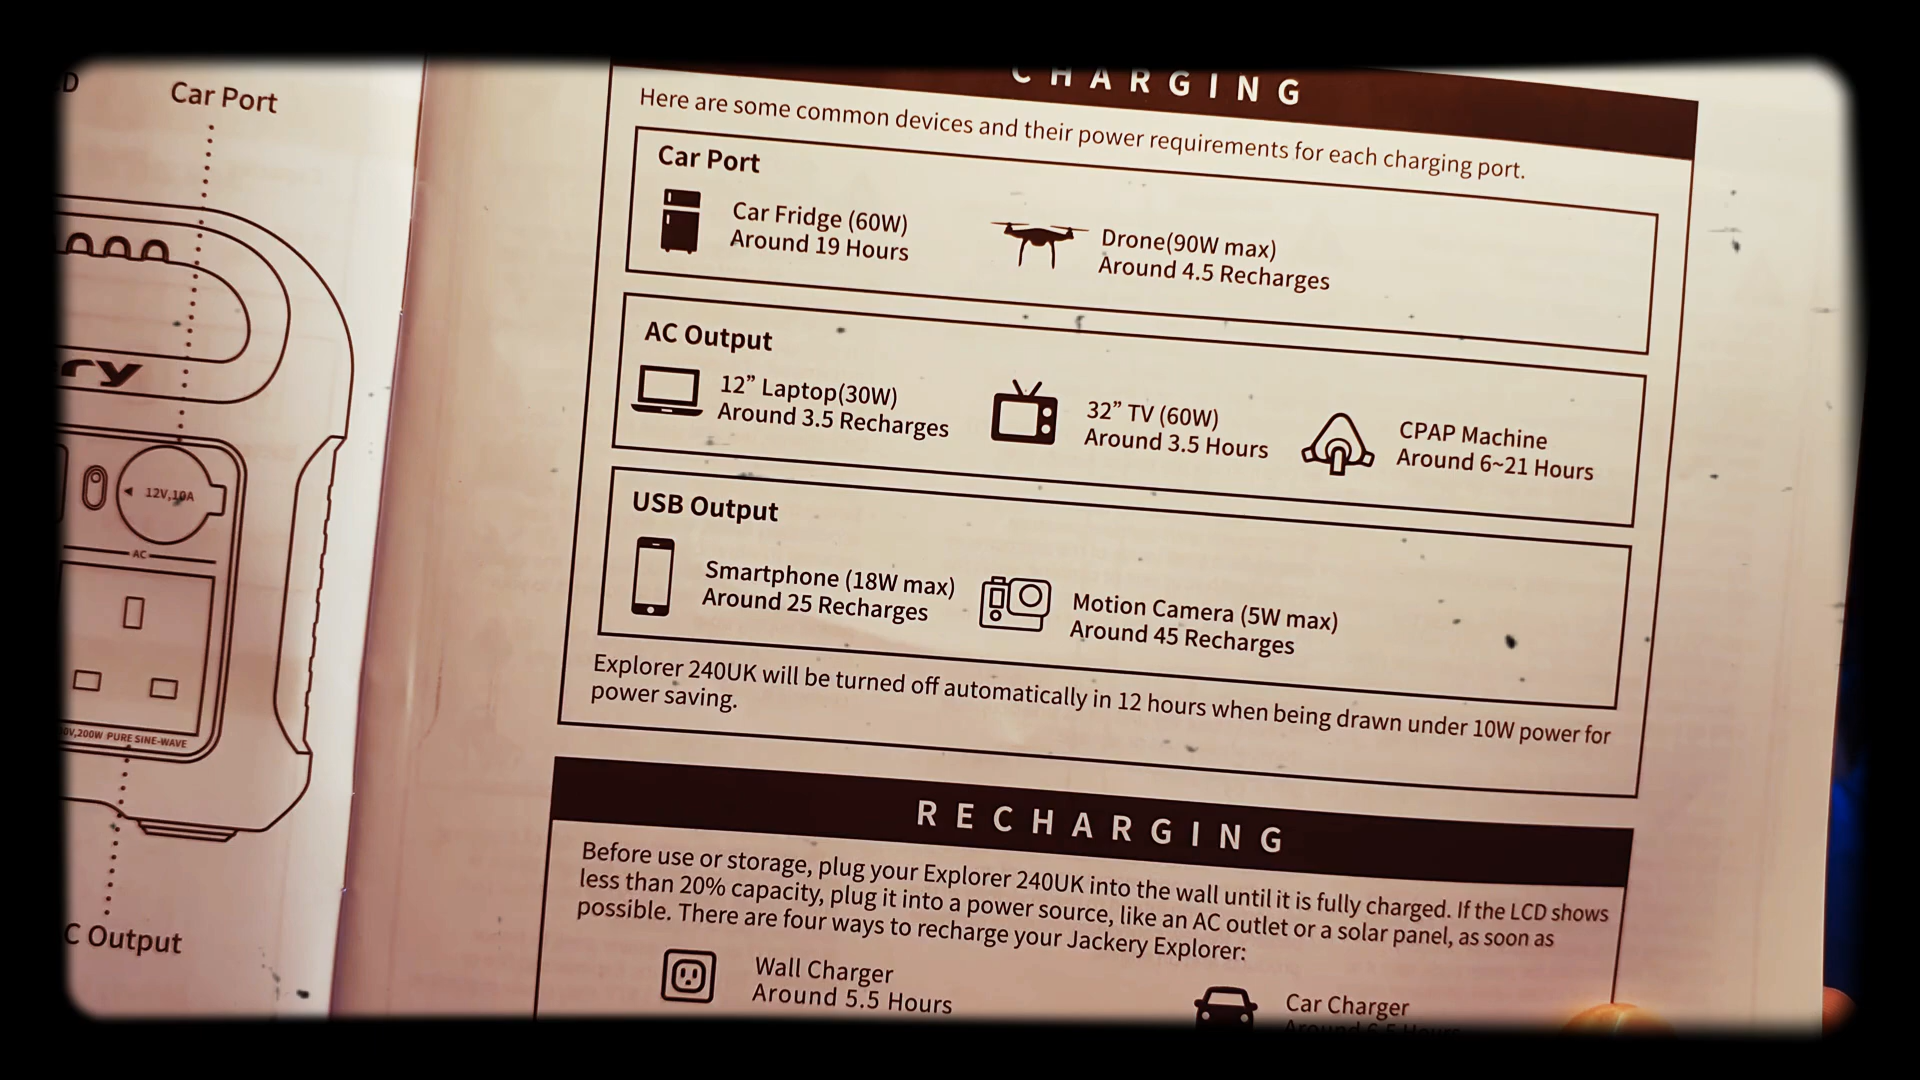 Car Port
12V,10A
AC
200W PURE SINE-WAVE
Output
CHARGING
Here are some common devices and their power requirements for each charging port.
Car Port
Car Fridge (60W)
Around 19 Hours
Drone(90W max)
Around 4.5 Recharges
AC Output
12” Laptop(30W)
Around 3.5 Recharges
32” TV (60W)
Around 3.5 Hours
CPAP Machine
Around 6~21 Hours
USB Output
Smartphone (18W max)
Around 25 Recharges
Motion Camera (5W max)
Around 45 Recharges
Explorer 240UK will be turned off automatically in 12 hours when being drawn under 10W power for
power saving.
RECHARGING
Before use or storage, plug your Explorer 240UK into the wall until it is fully charged. If the LCD shows
less than 20% capacity, plug it into a power source, like an AC outlet or a solar panel, as soon as
possible. There are four ways to recharge your Jackery Explorer:
Wall Charger
Around 5.5 Hours
Car Charger